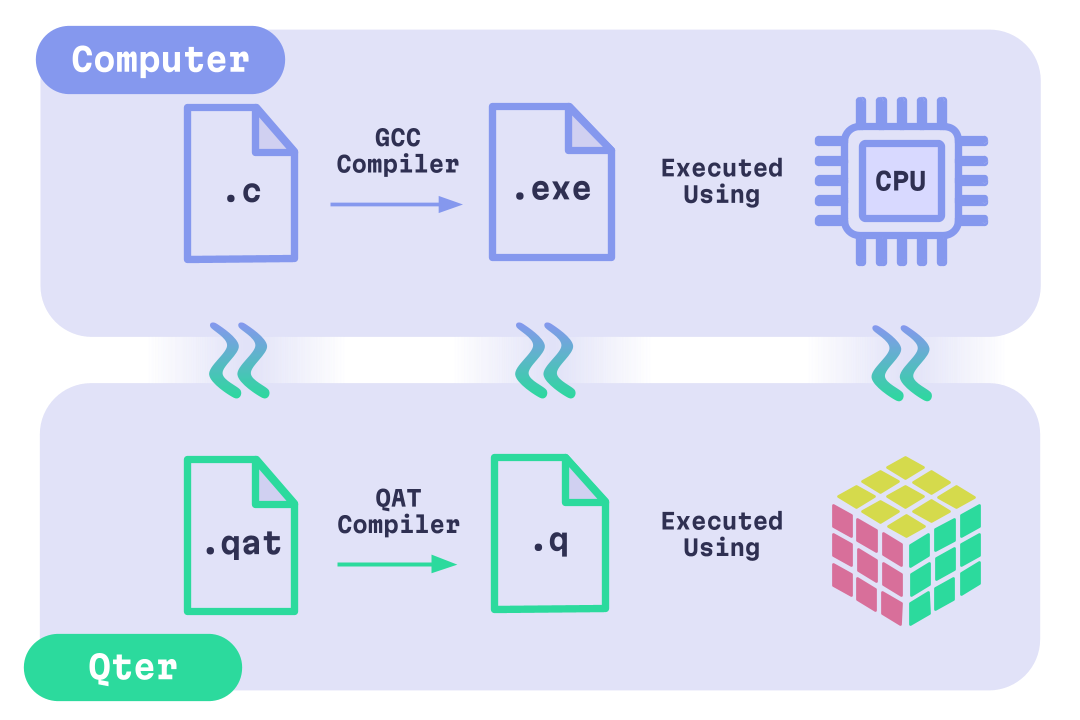 Computer
.c
GCC
Compiler
.exe
Executed
Using
CPU
.qat
QAT
Compiler
.q
Executed
Using
Qter